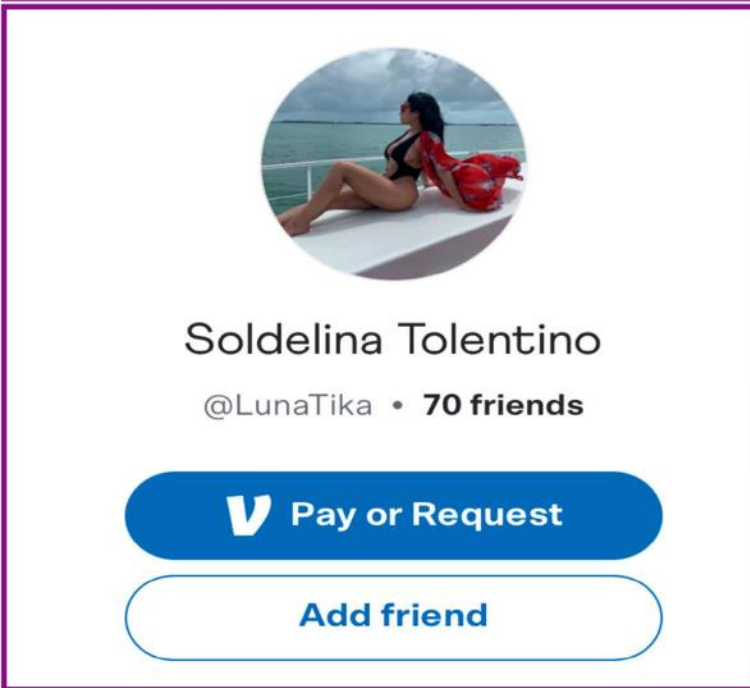 Soldelina Tolentino
@LunaTika • 70 friends
Pay or Request
Add friend